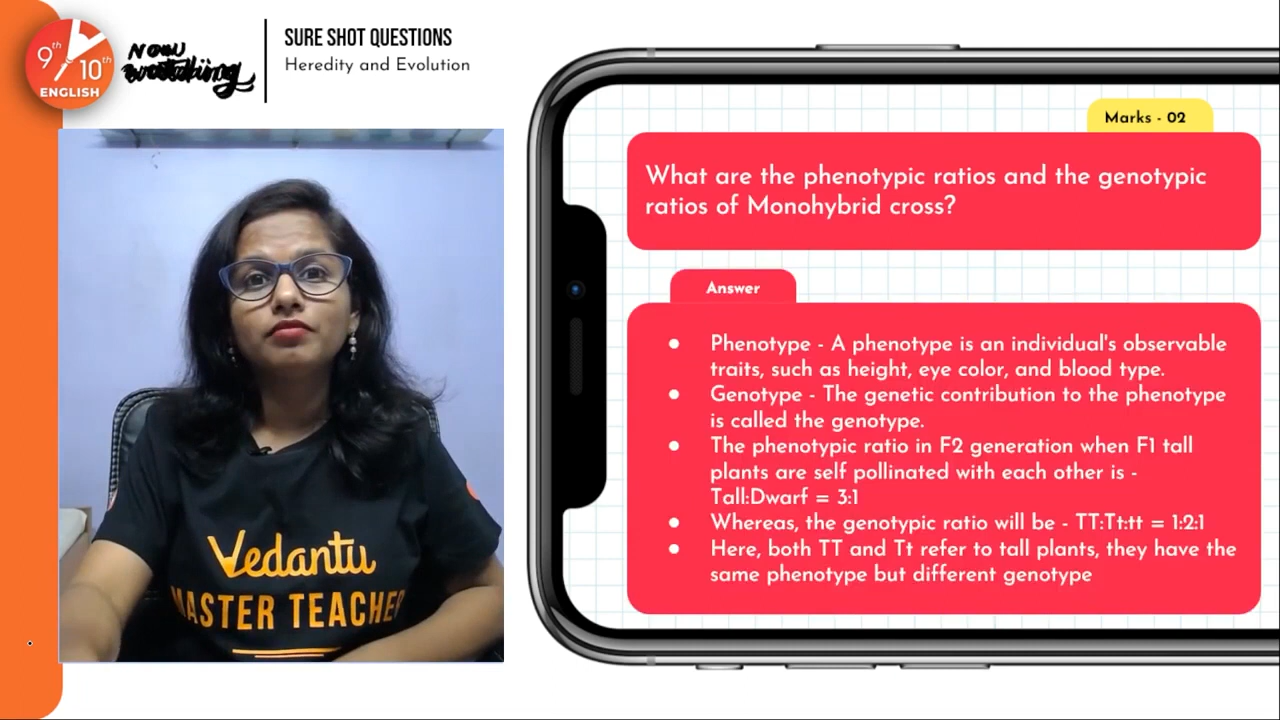 9th
10th
ENGLISH
Now
SURE SHOT QUESTIONS
Heredity and Evolution
Marks - 02
What are the phenotypic ratios and the genotypic
ratios of Monohybrid cross?
Answer
● Phenotype - A phenotype is an individual's observable
traits, such as height, eye color, and blood type.
● Genotype - The genetic contribution to the phenotype
is called the genotype.
● The phenotypic ratio in F2 generation when F1 tall
plants are self pollinated with each other is -
Tall:Dwarf = 3:1
● Whereas, the genotypic ratio will be - TT:Tt:tt = 1:2:1
● Here, both TT and Tt refer to tall plants, they have the
same phenotype but different genotype
Vedantu
MASTER TEACHER